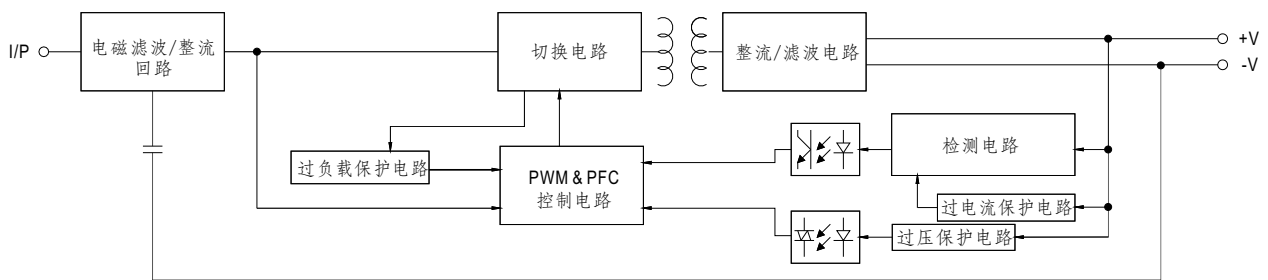 I/P
电磁滤波/整流
回路
切换电路
整流/滤波电路
+V
-V
过负载保护电路
PWM & PFC
控制电路
检测电路
过电流保护电路
过压保护电路